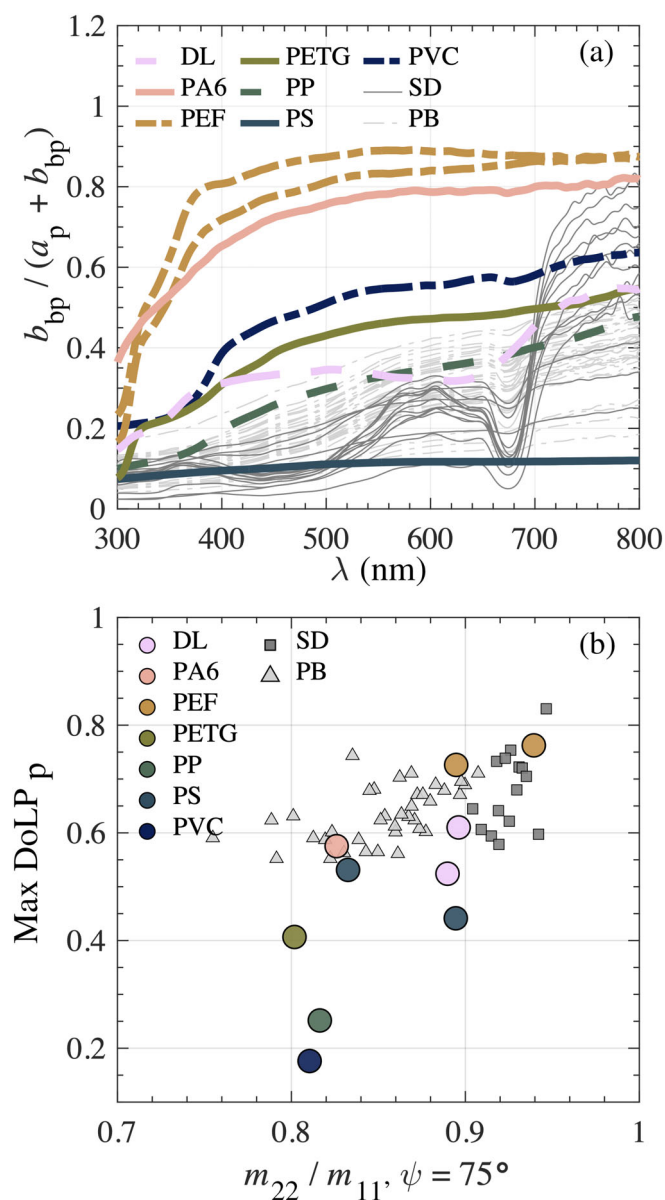 1.2
(a)
DL PETG PVC
PA6 PP SD
PEF PS PB
1
0.8
0.6
0.4
0.2
0
b_bp / (a_p + b_bp)
300 400 500 600 700 800
λ (nm)
1
(b)
DL SD
PA6 PB
PEF
PETG
PP
PS
PVC
0.8
0.6
0.4
0.2
Max DoLP_p
0.7 0.8 0.9 1
m_22 / m_11, ψ = 75°